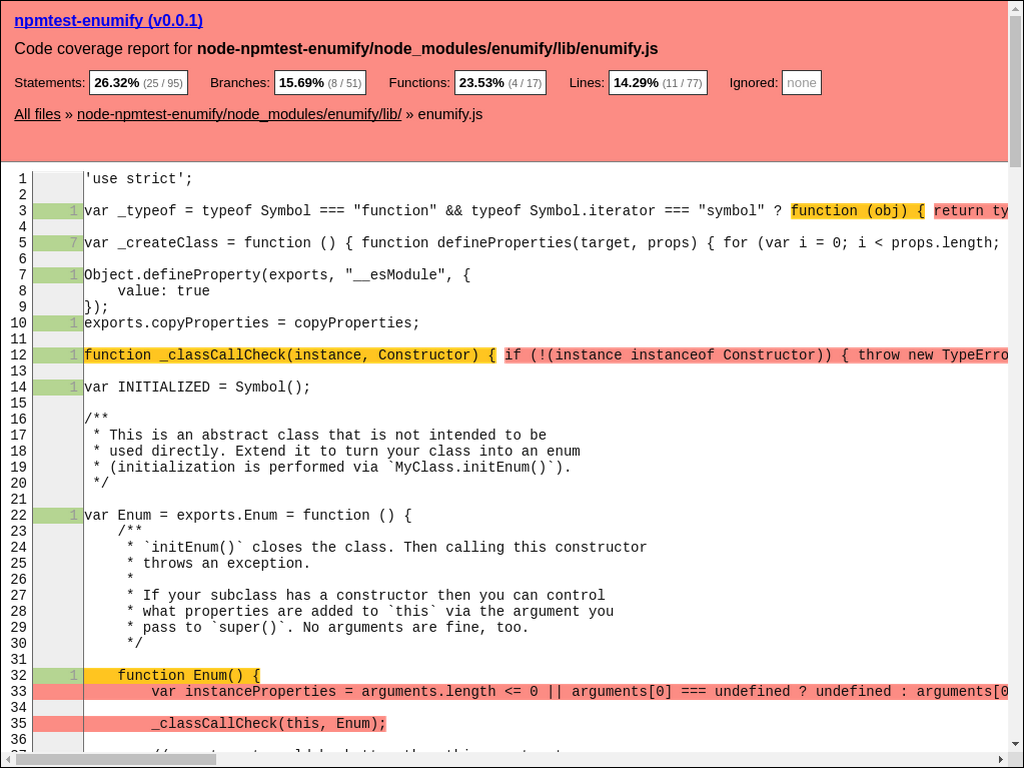 npmtest-enumify (v0.0.1)
Code coverage report for node-npmtest-enumify/node_modules/enumify/lib/enumify.js
Statements: 26.32% (25 / 95) Branches: 15.69% (8 / 51) Functions: 23.53% (4 / 17) Lines: 14.29% (11 / 77) Ignored: none
All files » node-npmtest-enumify/node_modules/enumify/lib/ » enumify.js
1 'use strict';
2
3 1 var _typeof = typeof Symbol === "function" && typeof Symbol.iterator === "symbol" ? function (obj) { return ty
4
5 7 var _createClass = function () { function defineProperties(target, props) { for (var i = 0; i < props.length;
6
7 1 Object.defineProperty(exports, "__esModule", {
8     value: true
9 });
10 1 exports.copyProperties = copyProperties;
11
12 1 function _classCallCheck(instance, Constructor) { if (!(instance instanceof Constructor)) { throw new TypeErro
13
14 1 var INITIALIZED = Symbol();
15
16 /**
17  * This is an abstract class that is not intended to be
18  * used directly. Extend it to turn your class into an enum
19  * (initialization is performed via `MyClass.initEnum()`).
20  */
21
22 1 var Enum = exports.Enum = function () {
23     /**
24      * `initEnum()` closes the class. Then calling this constructor
25      * throws an exception.
26      *
27      * If your subclass has a constructor then you can control
28      * what properties are added to `this` via the argument you
29      * pass to `super()`. No arguments are fine, too.
30      */
31
32 1     function Enum() {
33         var instanceProperties = arguments.length <= 0 || arguments[0] === undefined ? undefined : arguments[0
34
35         _classCallCheck(this, Enum);
36